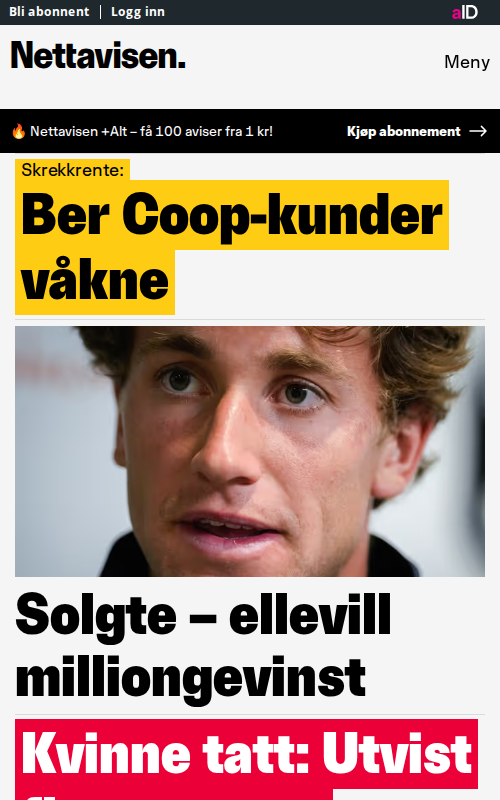 Bli abonnent | Logg inn
aID
Nettavisen.
Meny
🔥 Nettavisen +Alt – få 100 aviser fra 1 kr!
Kjøp abonnement →
Skrekkrente:
Ber Coop-kunder
våkne
Solgte – ellevill
milliongevinst
Kvinne tatt: Utvist